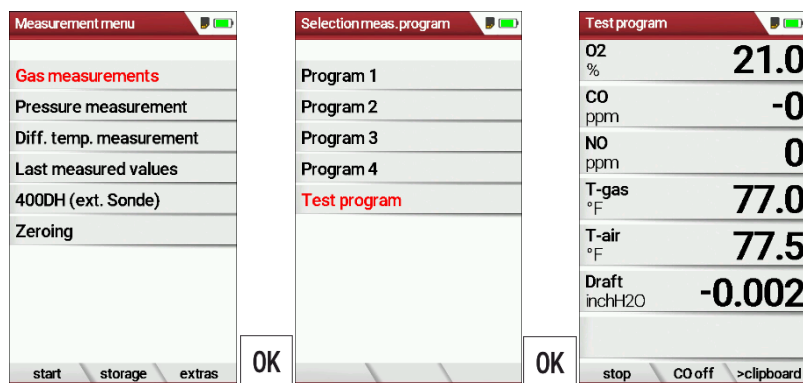 Measurement menu
Gas measurements
Pressure measurement
Diff. temp. measurement
Last measured values
400DH (ext. Sonde)
Zeroing
start storage extras
OK
Selection meas.program
Program 1
Program 2
Program 3
Program 4
Test program
OK
Test program
O2 21.0
%
CO -0
ppm
NO 0
ppm
T-gas 77.0
°F
T-air 77.5
°F
Draft -0.002
inchH2O
stop CO off >clipboard